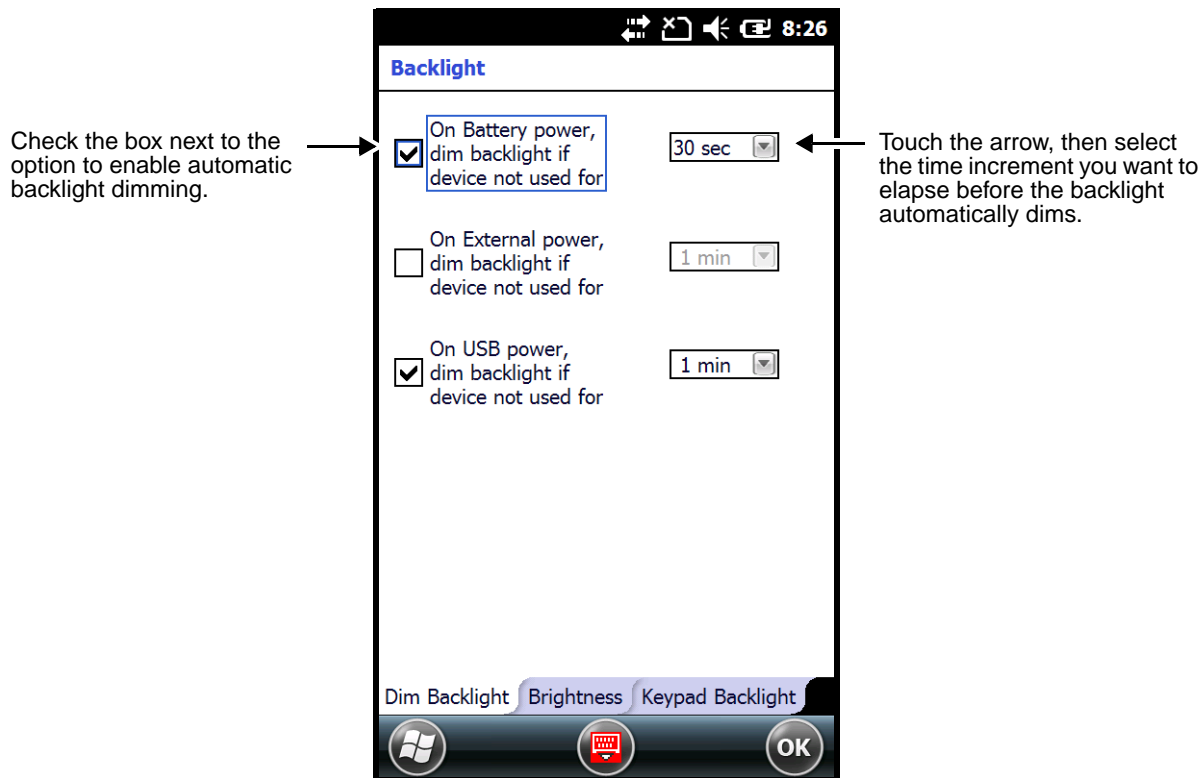 8:26
Backlight
Check the box next to the
option to enable automatic
backlight dimming.
On Battery power,
dim backlight if
device not used for
30 sec
Touch the arrow, then select
the time increment you want to
elapse before the backlight
automatically dims.
On External power,
dim backlight if
device not used for
1 min
On USB power,
dim backlight if
device not used for
1 min
Dim Backlight
Brightness
Keypad Backlight
OK